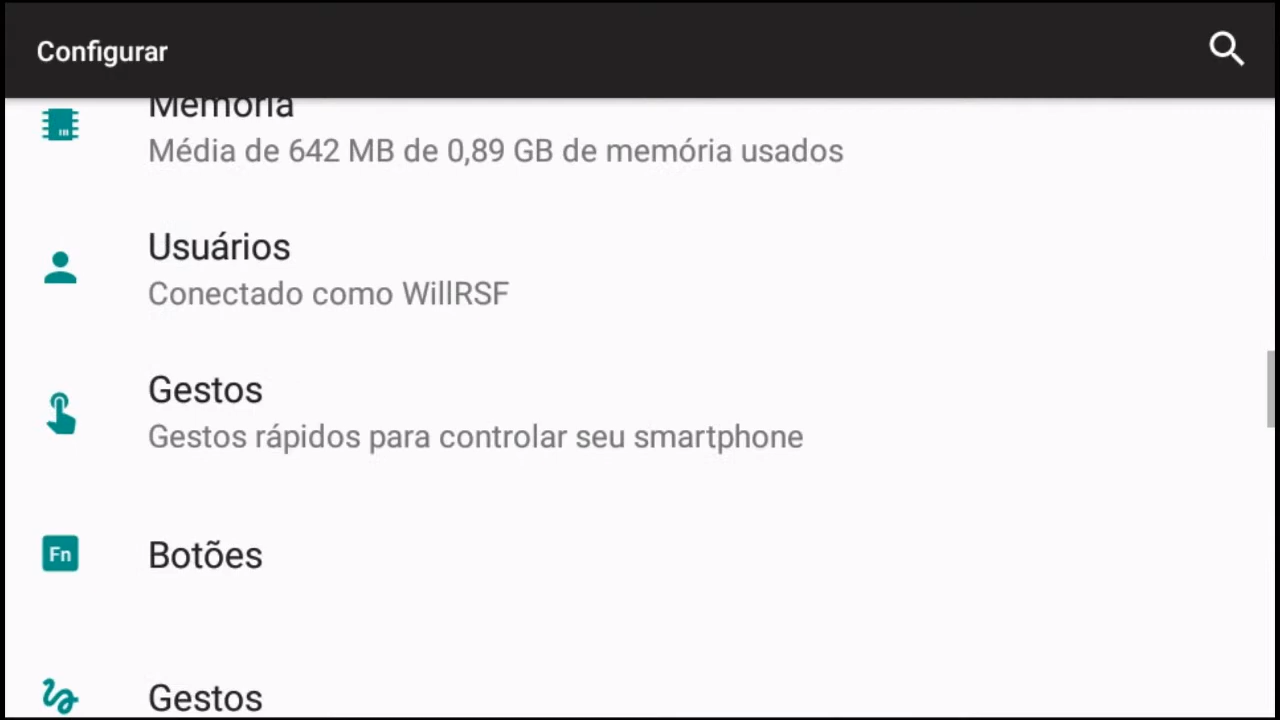 Configurar
Memória
Média de 642 MB de 0,89 GB de memória usados
Usuários
Conectado como WillRSF
Gestos
Gestos rápidos para controlar seu smartphone
Fn
Botões
Gestos